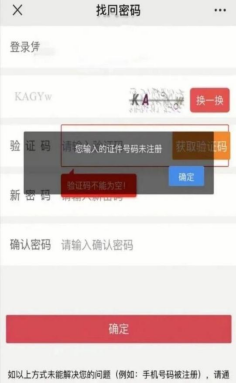 找回密码
登录凭
KAGYw
KA
换一换
验 证 码
获取验证码
您输入的证件号码未注册
确定
验证码不能为空!
新 密 码
确认密码 请输入确认密码
确定
如以上方式未能解决您的问题（例如：手机号码被注册），请通